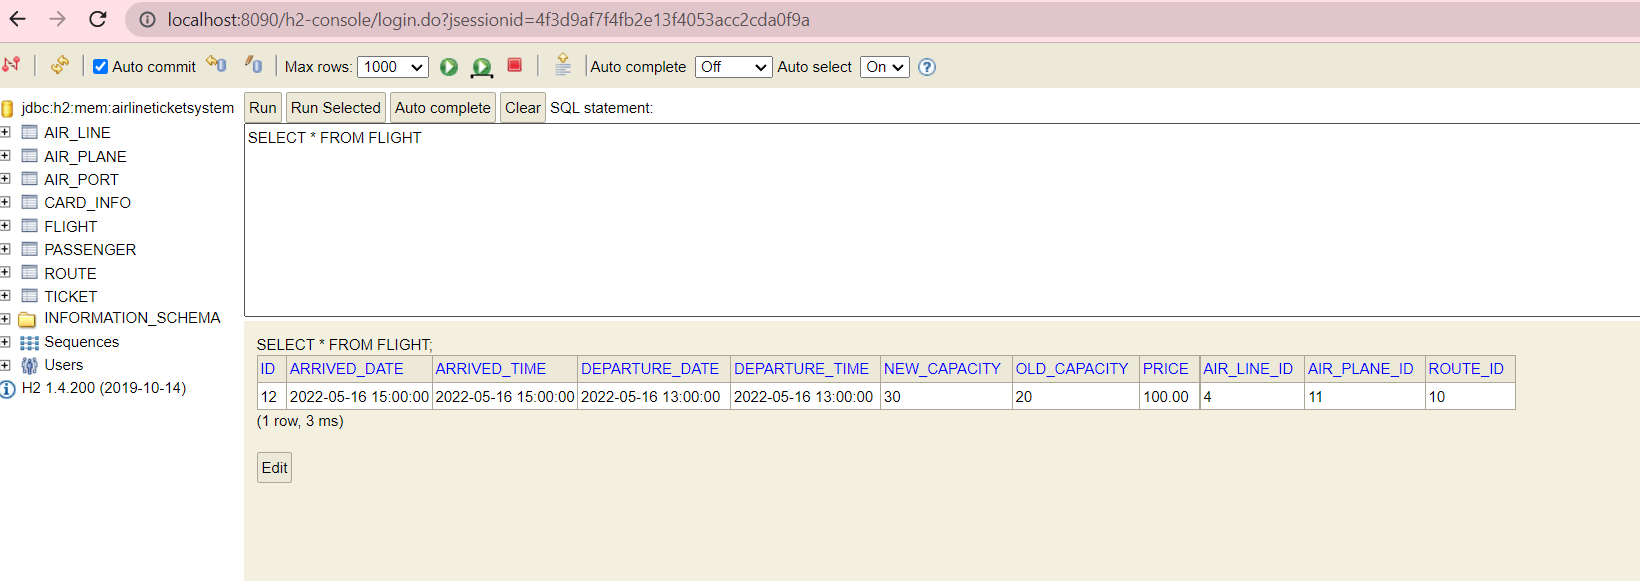 localhost:8090/h2-console/login.do?jsessionid=4f3d9af7f4fb2e13f4053acc2cda0f9a
Auto commit Max rows: 1000 Auto complete Off Auto select On
jdbc:h2:mem:airlineticketsystem
AIR_LINE
AIR_PLANE
AIR_PORT
CARD_INFO
FLIGHT
PASSENGER
ROUTE
TICKET
INFORMATION_SCHEMA
Sequences
Users
H2 1.4.200 (2019-10-14)
Run Run Selected Auto complete Clear SQL statement:
SELECT * FROM FLIGHT
SELECT * FROM FLIGHT;
ID ARRIVED_DATE ARRIVED_TIME DEPARTURE_DATE DEPARTURE_TIME NEW_CAPACITY OLD_CAPACITY PRICE AIR_LINE_ID AIR_PLANE_ID ROUTE_ID
12 2022-05-16 15:00:00 2022-05-16 15:00:00 2022-05-16 13:00:00 2022-05-16 13:00:00 30 20 100.00 4 11 10
(1 row, 3 ms)
Edit